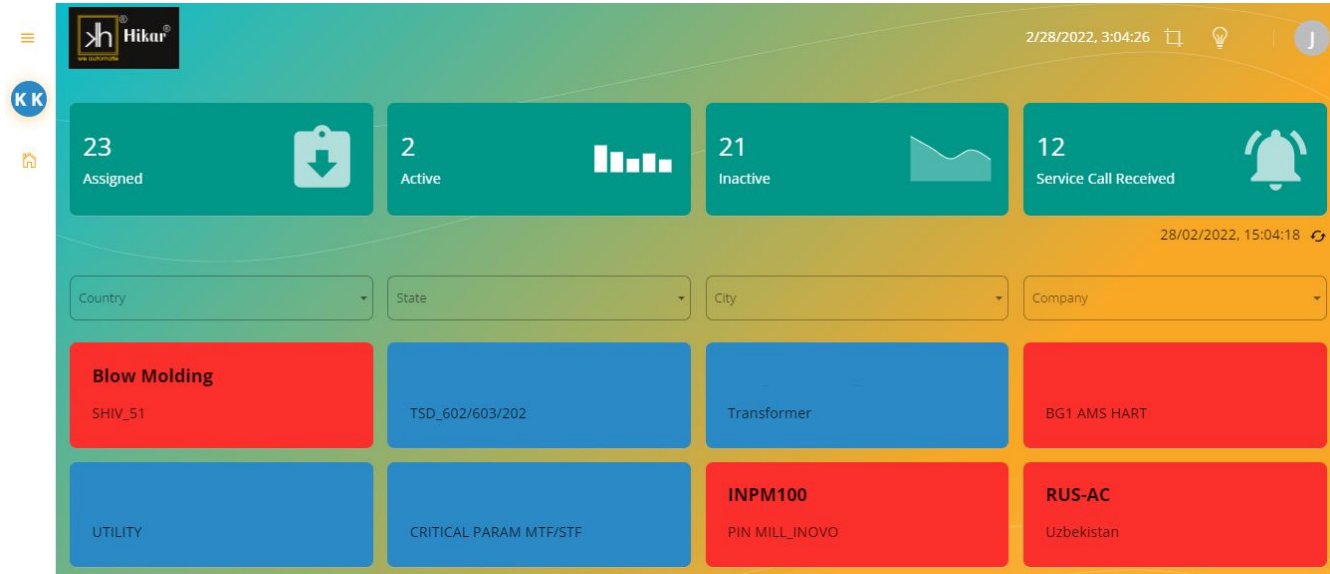 kh® Hikar®
we automate
2/28/2022, 3:04:26
J
K K
23
Assigned
2
Active
21
Inactive
12
Service Call Received
28/02/2022, 15:04:18
Country
State
City
Company
Blow Molding
SHIV_51
TSD_602/603/202
Transformer
BG1 AMS HART
UTILITY
CRITICAL PARAM MTF/STF
INPM100
PIN MILL_INOVO
RUS-AC
Uzbekistan